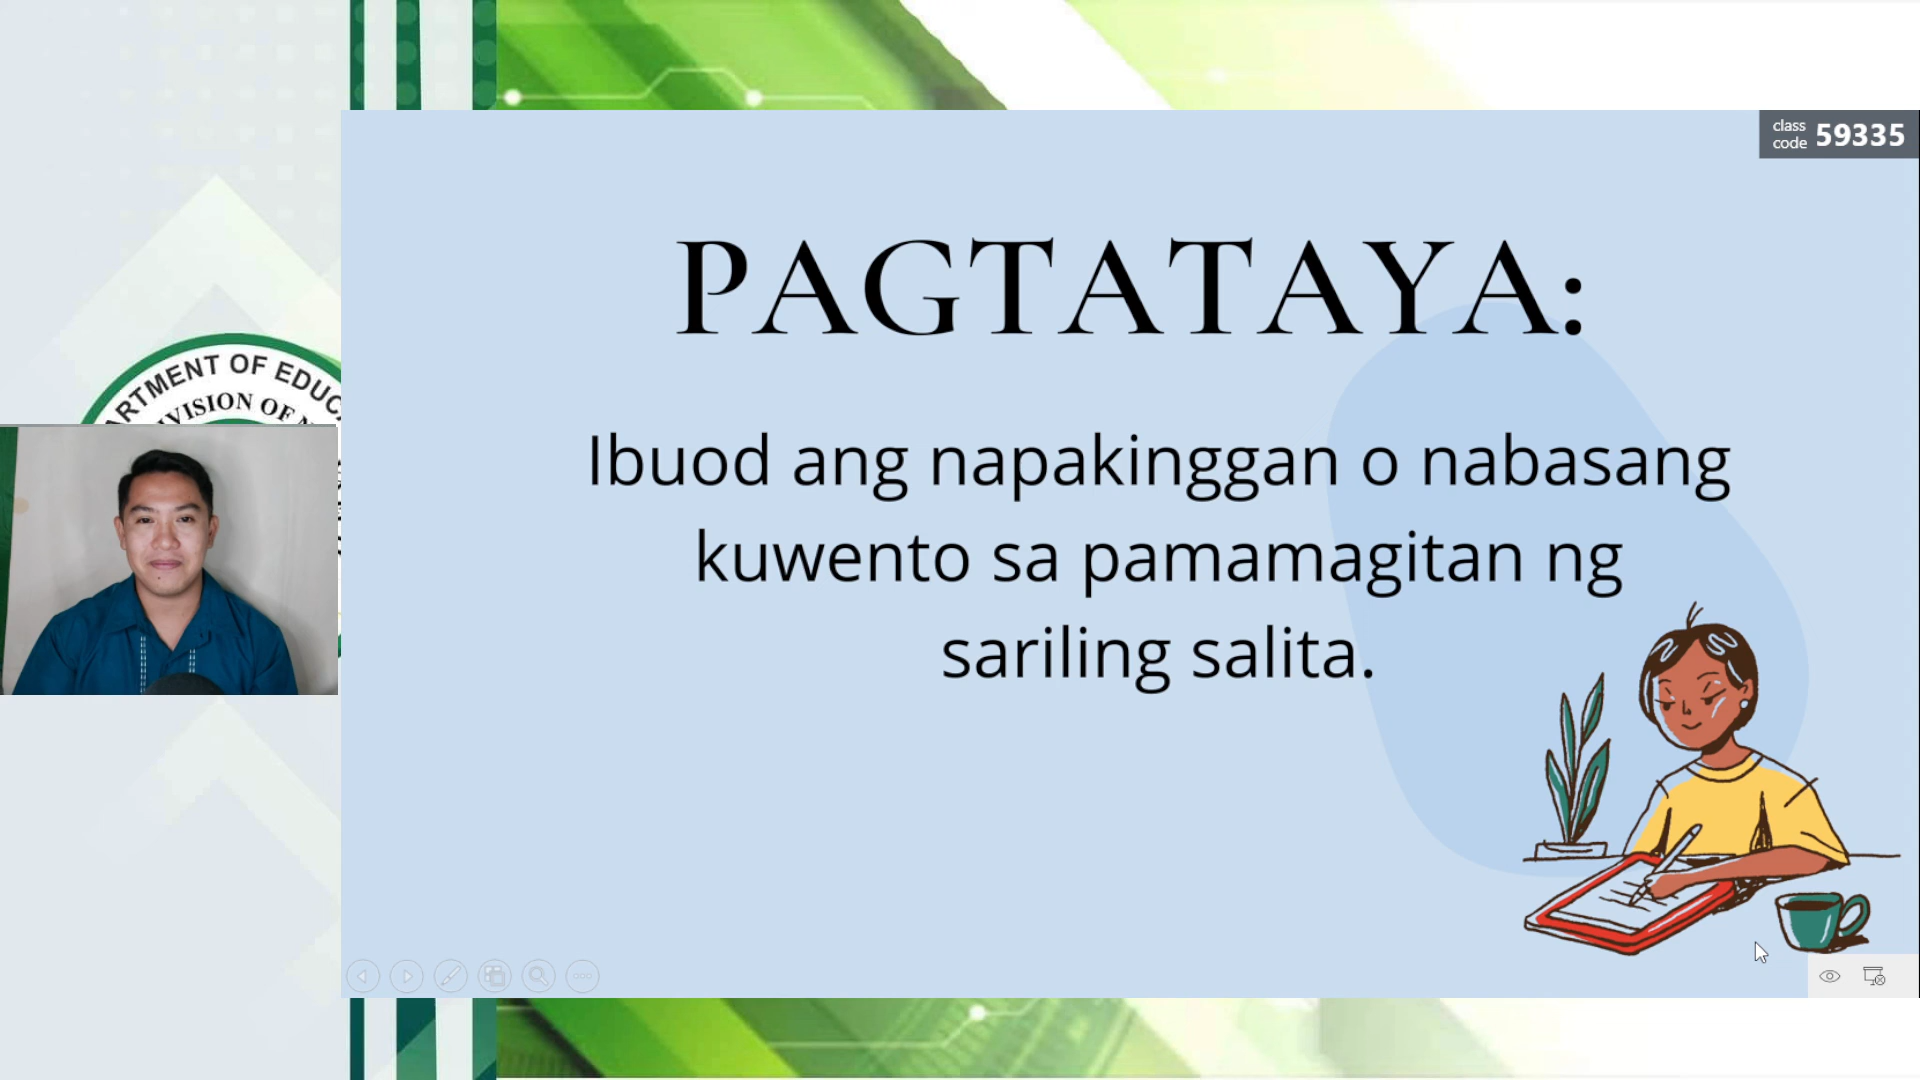 class
code 59335
PAGTATAYA:
Ibuod ang napakinggan o nabasang
kuwento sa pamamagitan ng
sariling salita.
ARTMENT OF EDUC
VISION OF